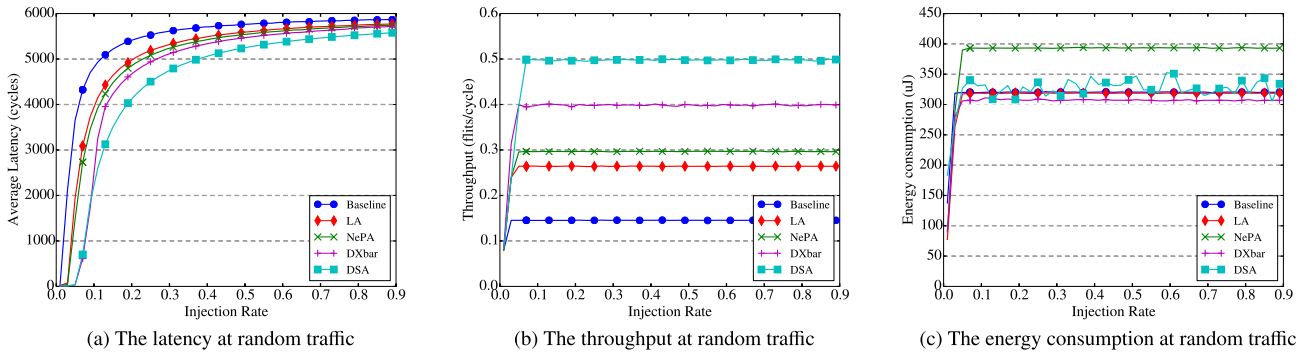 6000
5000
4000
3000
2000
1000
0
Average Latency (cycles)
0.0 0.1 0.2 0.3 0.4 0.5 0.6 0.7 0.8 0.9
Injection Rate
Baseline
LA
NePA
DXbar
DSA
(a) The latency at random traffic
0.6
0.5
0.4
0.3
0.2
0.1
0.0
Throughput (flits/cycle)
0.0 0.1 0.2 0.3 0.4 0.5 0.6 0.7 0.8 0.9
Injection Rate
Baseline
LA
NePA
DXbar
DSA
(b) The throughput at random traffic
450
400
350
300
250
200
150
100
50
0
Energy consumption (uJ)
0.0 0.1 0.2 0.3 0.4 0.5 0.6 0.7 0.8 0.9
Injection Rate
Baseline
LA
NePA
DXbar
DSA
(c) The energy consumption at random traffic